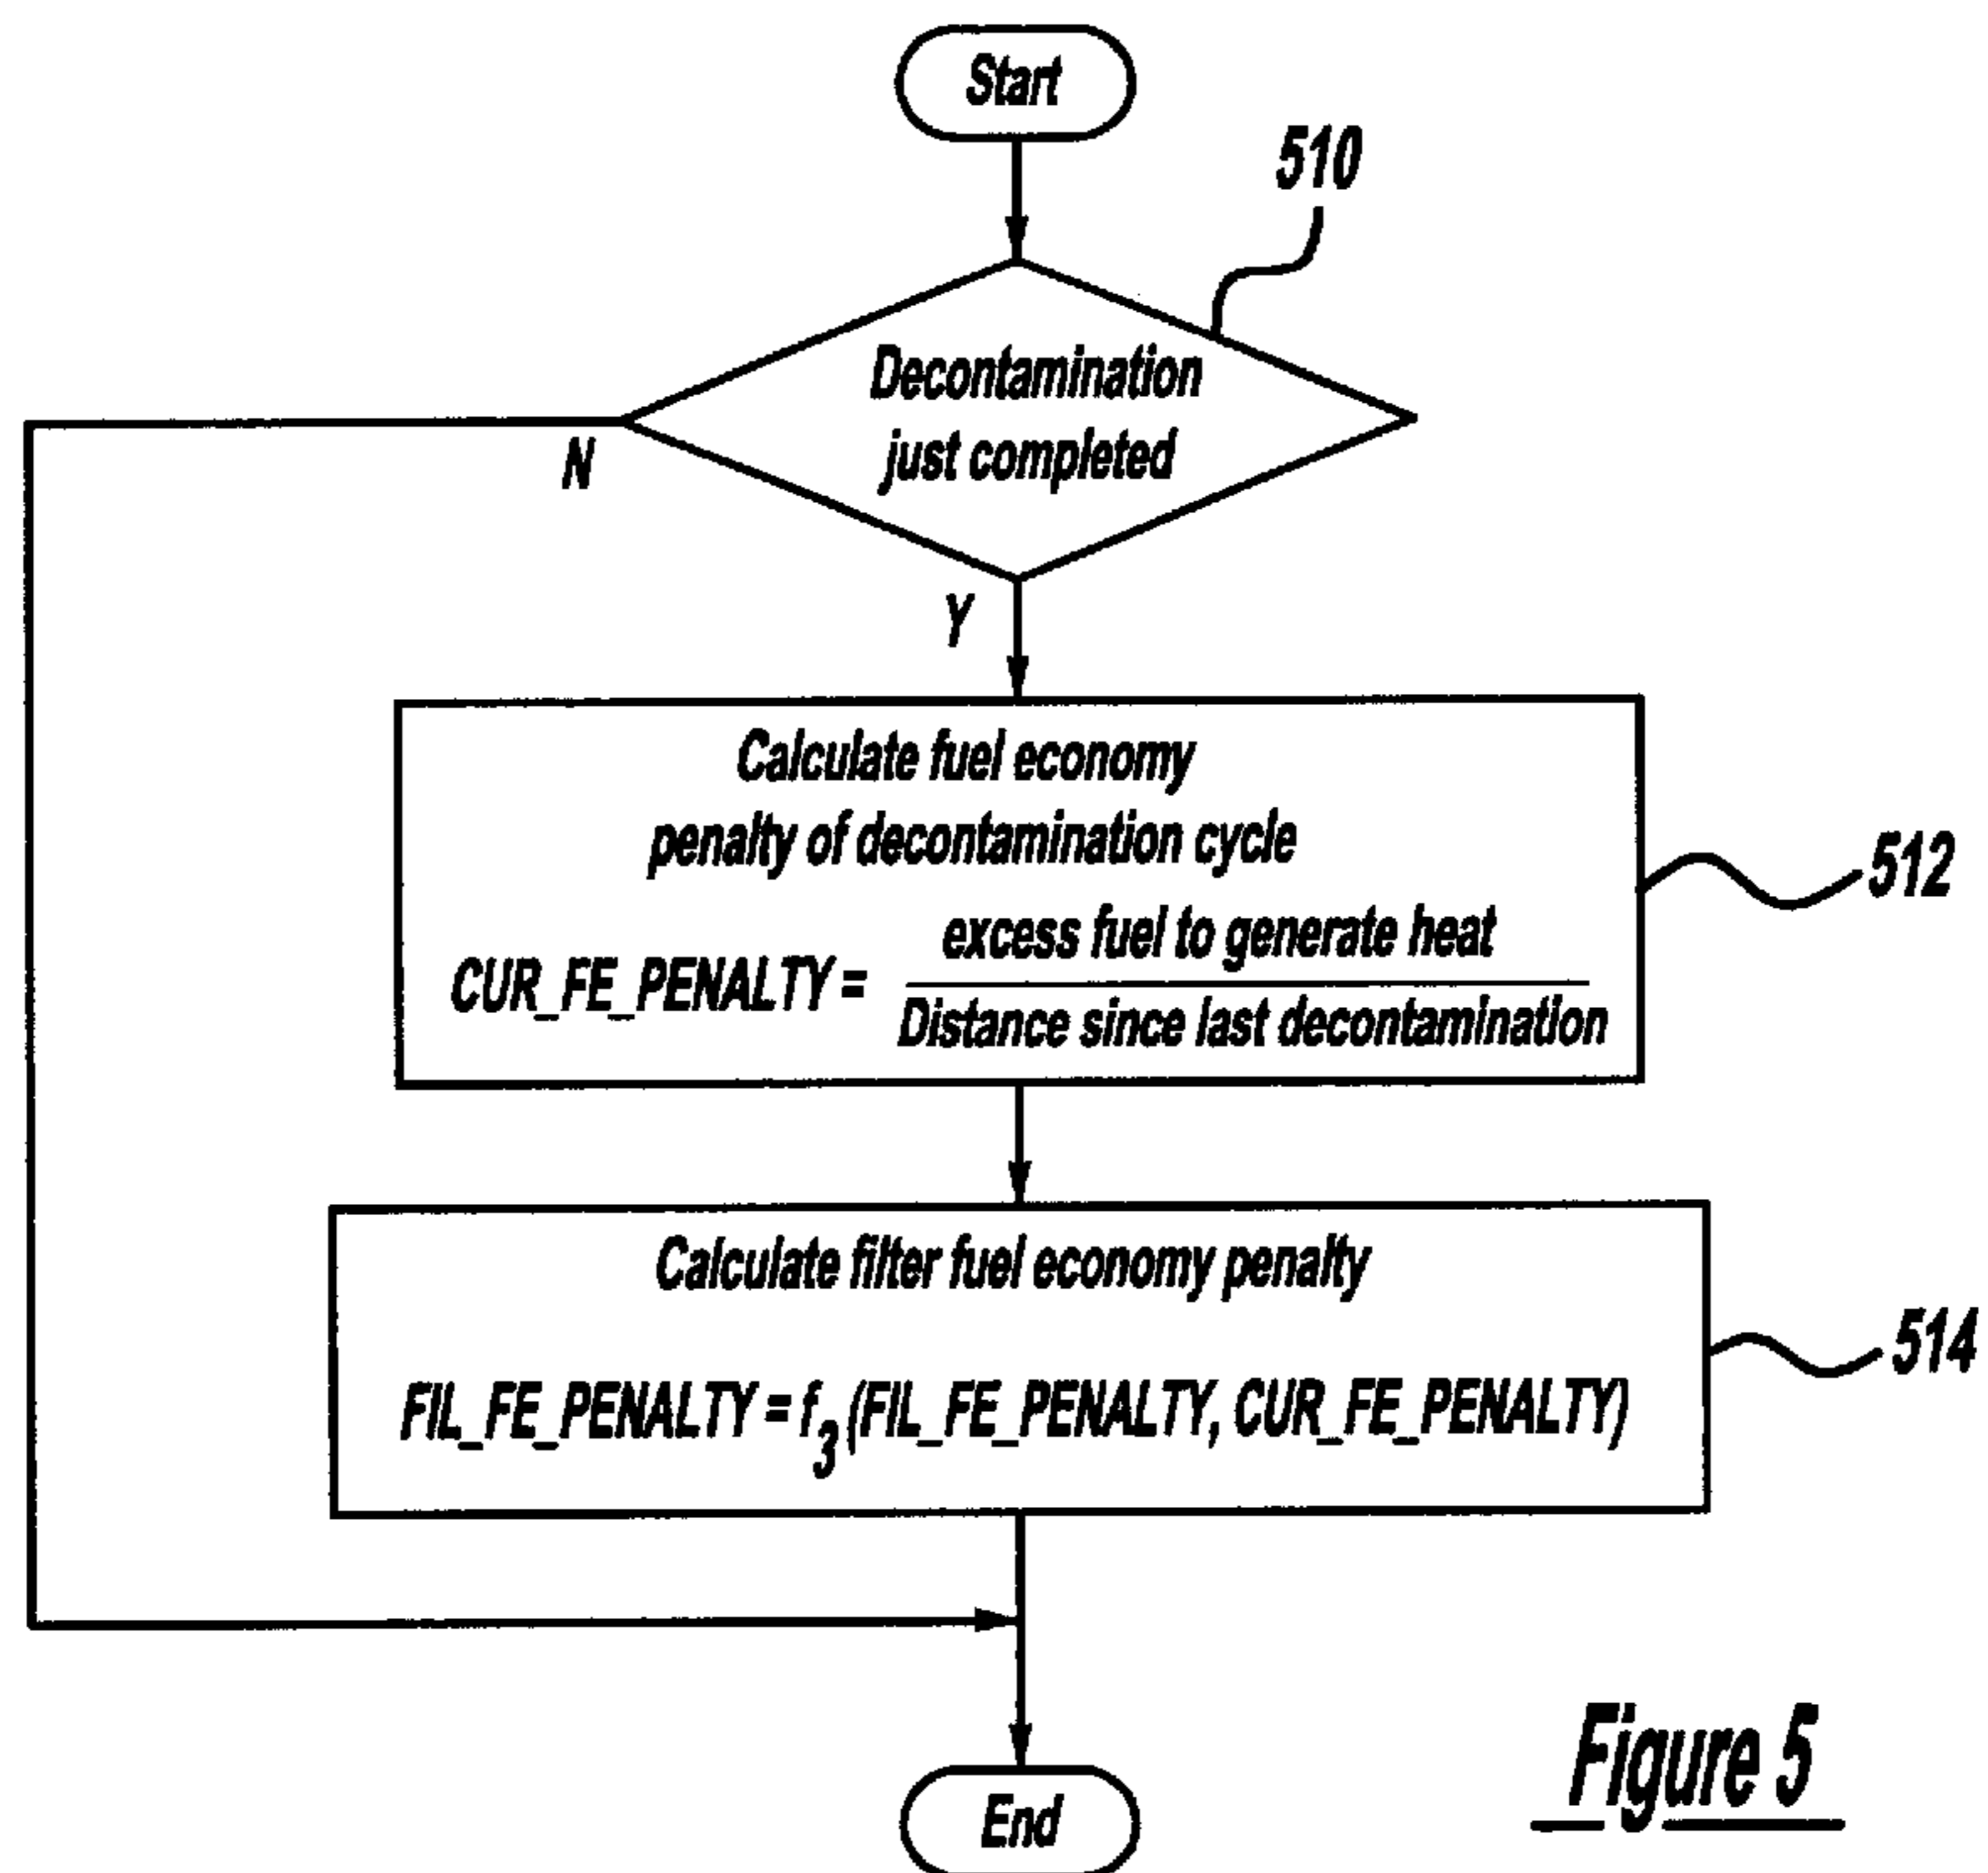 Start
510
Decontamination
just completed
N
Y
Calculate fuel economy
penalty of decontamination cycle
CUR_FE_PENALTY = excess fuel to generate heat
Distance since last decontamination
512
Calculate filter fuel economy penalty
FIL_FE_PENALTY = f3 (FIL_FE_PENALTY, CUR_FE_PENALTY)
514
End
Figure 5